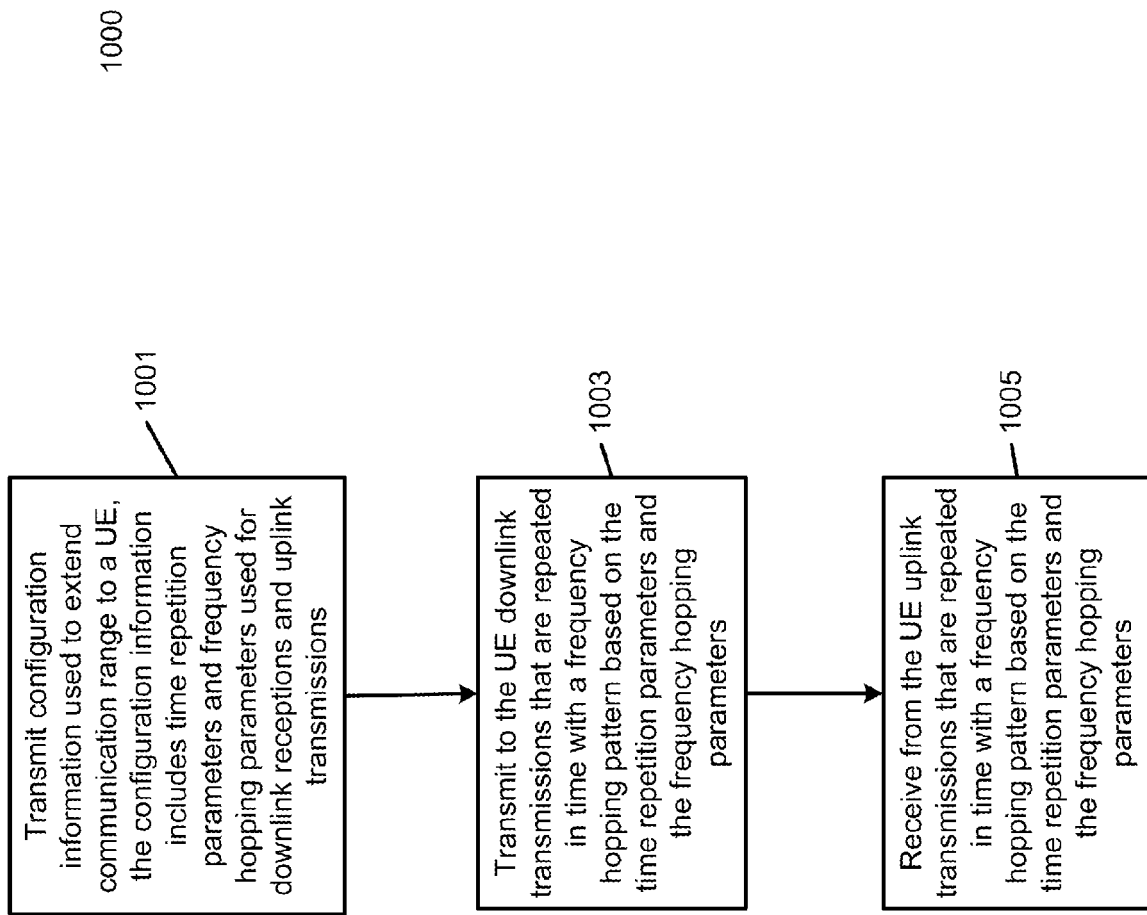 1000
1001
Transmit configuration
information used to extend
communication range to a UE,
the configuration information
includes time repetition
parameters and frequency
hopping parameters used for
downlink receptions and uplink
transmissions
1003
Transmit to the UE downlink
transmissions that are repeated
in time with a frequency
hopping pattern based on the
time repetition parameters and
the frequency hopping
parameters
1005
Receive from the UE uplink
transmissions that are repeated
in time with a frequency
hopping pattern based on the
time repetition parameters and
the frequency hopping
parameters